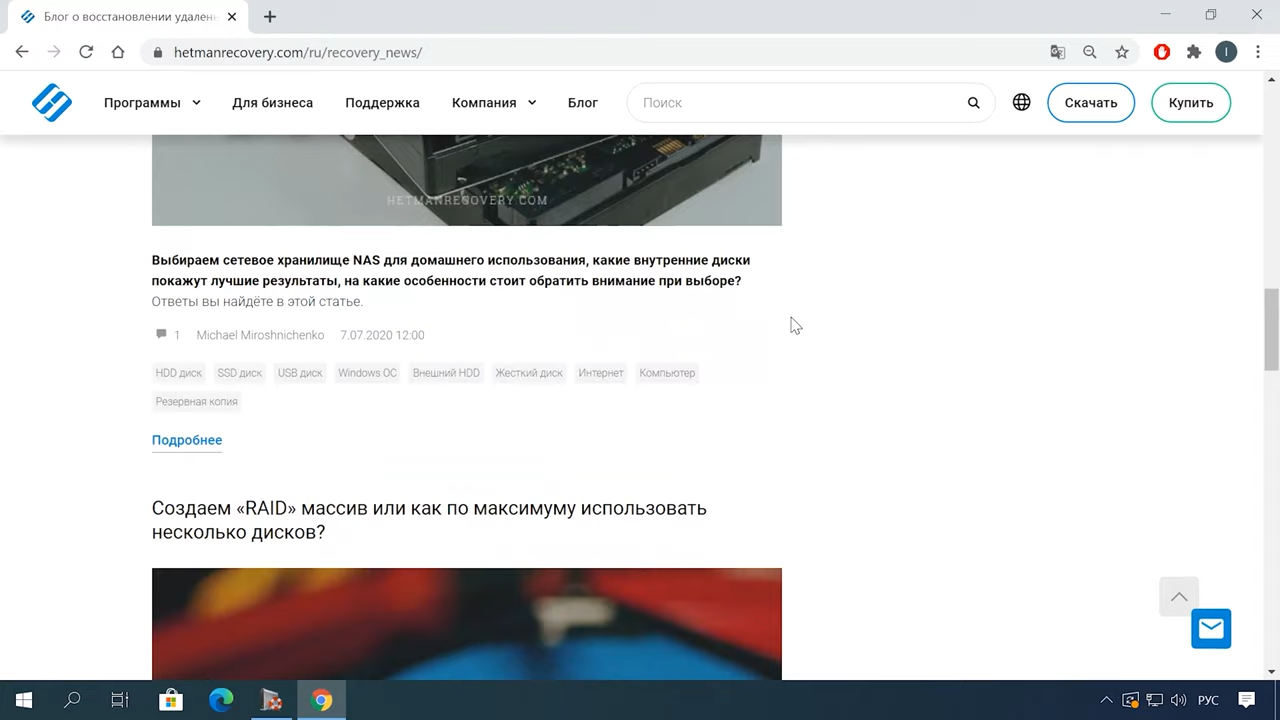 Блог о восстановлении удален
hetmanrecovery.com/ru/recovery_news/
I
Программы
Для бизнеса
Поддержка
Компания
Блог
Поиск
Скачать
Купить
HETMANRECOVERY.COM
Выбираем сетевое хранилище NAS для домашнего использования, какие внутренние диски
покажут лучшие результаты, на какие особенности стоит обратить внимание при выборе?
Ответы вы найдёте в этой статье.
1 Michael Miroshnichenko 7.07.2020 12:00
HDD диск SSD диск USB диск Windows ОС Внешний HDD Жесткий диск Интернет Компьютер
Резервная копия
Подробнее
Создаем «RAID» массив или как по максимуму использовать
несколько дисков?
РУС